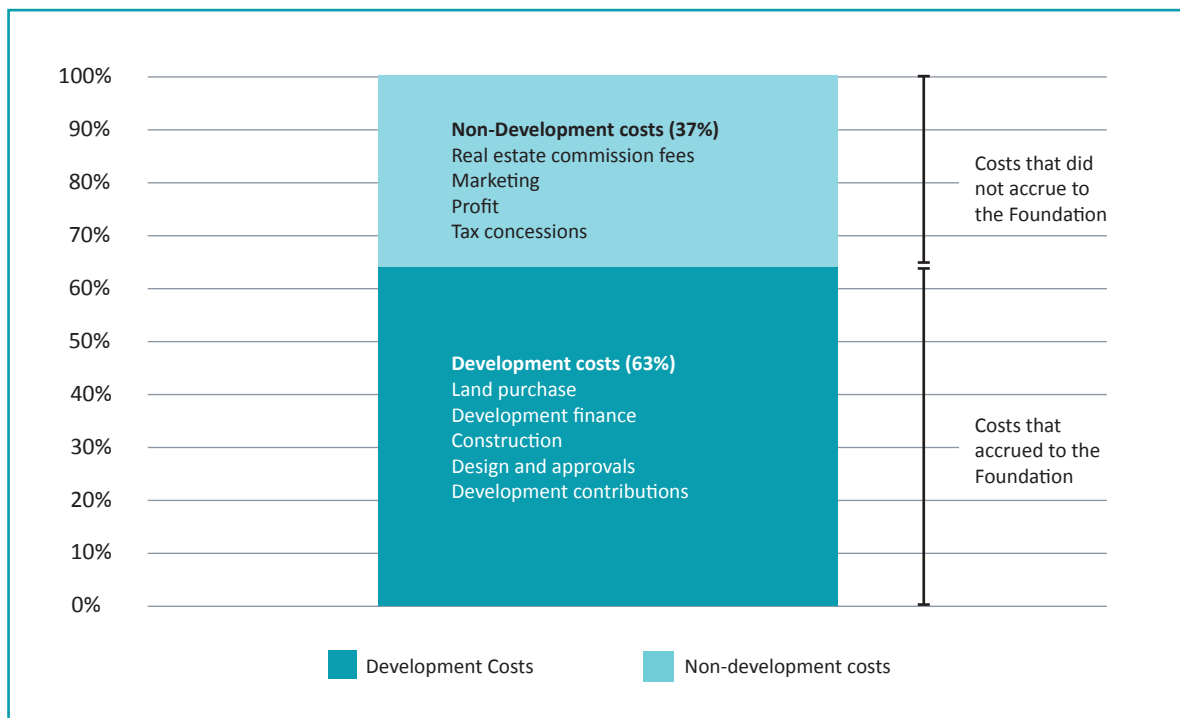 100%
90%
80%
70%
60%
50%
40%
30%
20%
10%
0%
Non-Development costs (37%)
Real estate commission fees
Marketing
Profit
Tax concessions
Development costs (63%)
Land purchase
Development finance
Construction
Design and approvals
Development contributions
Costs that did
not accrue to
the Foundation
Costs that
accrued to the
Foundation
Development Costs
Non-development costs